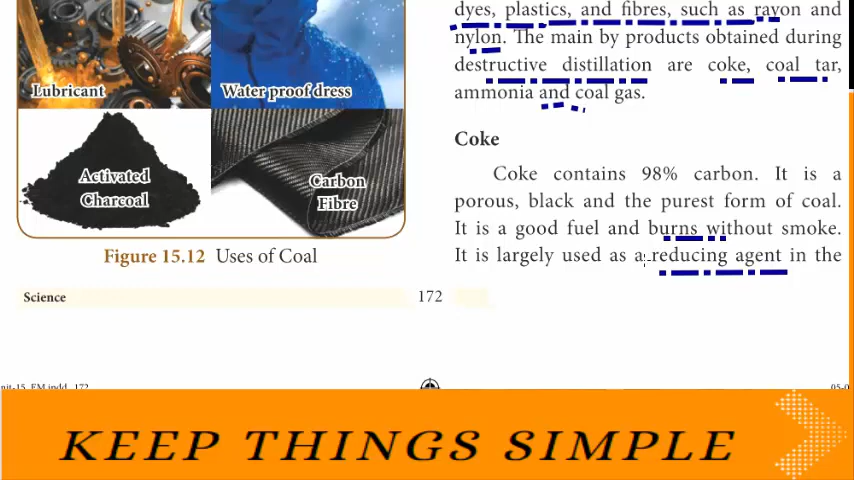 Lubricant
Water proof dress
Activated
Charcoal
Carbon
Fibre
Figure 15.12 Uses of Coal
dyes, plastics, and fibres, such as rayon and
nylon. The main by products obtained during
destructive distillation are coke, coal tar,
ammonia and coal gas.
Coke
Coke contains 98% carbon. It is a
porous, black and the purest form of coal.
It is a good fuel and burns without smoke.
It is largely used as a reducing agent in the
Science
172
KEEP THINGS SIMPLE